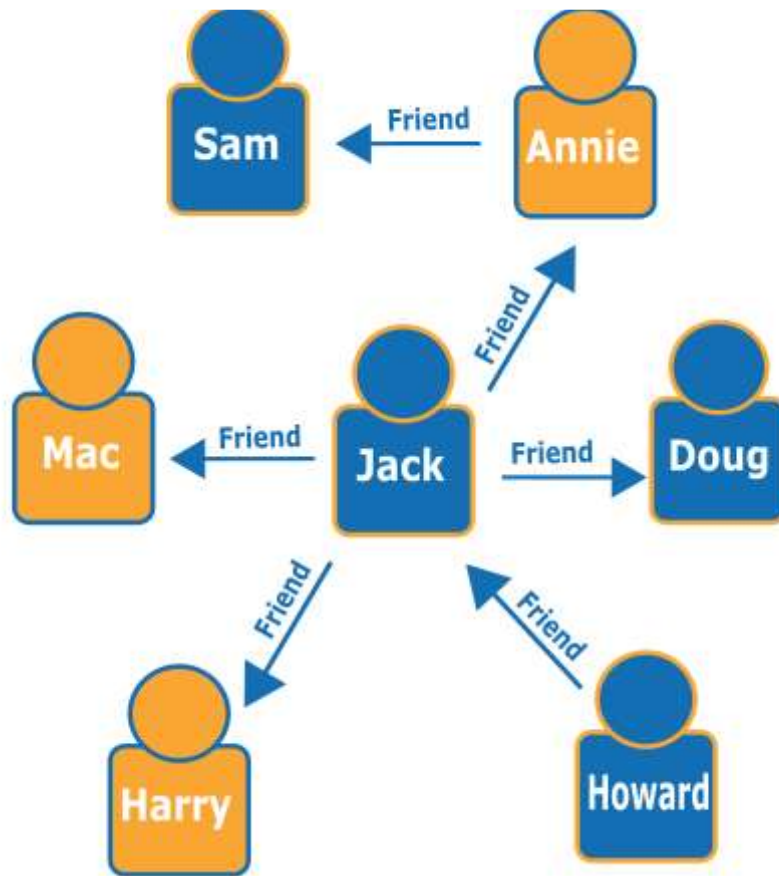 Sam
Friend
Annie
Friend
Mac
Friend
Jack
Friend
Doug
Friend
Friend
Harry
Howard